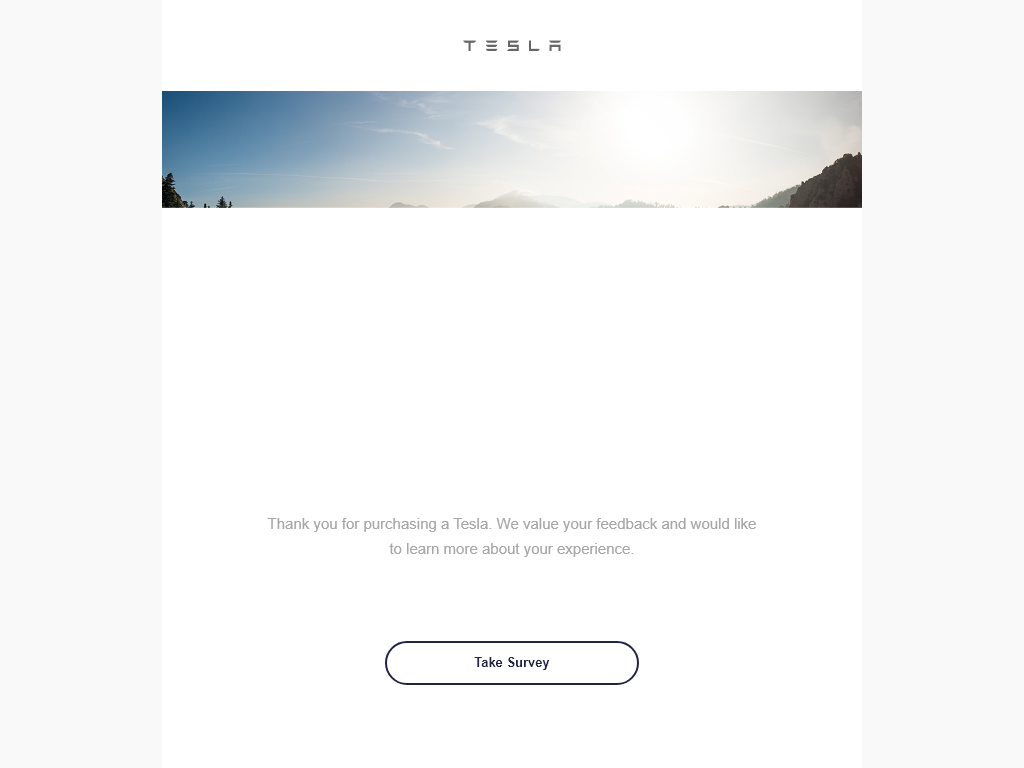 TESLA
Thank you for purchasing a Tesla. We value your feedback and would like
to learn more about your experience.
Take Survey